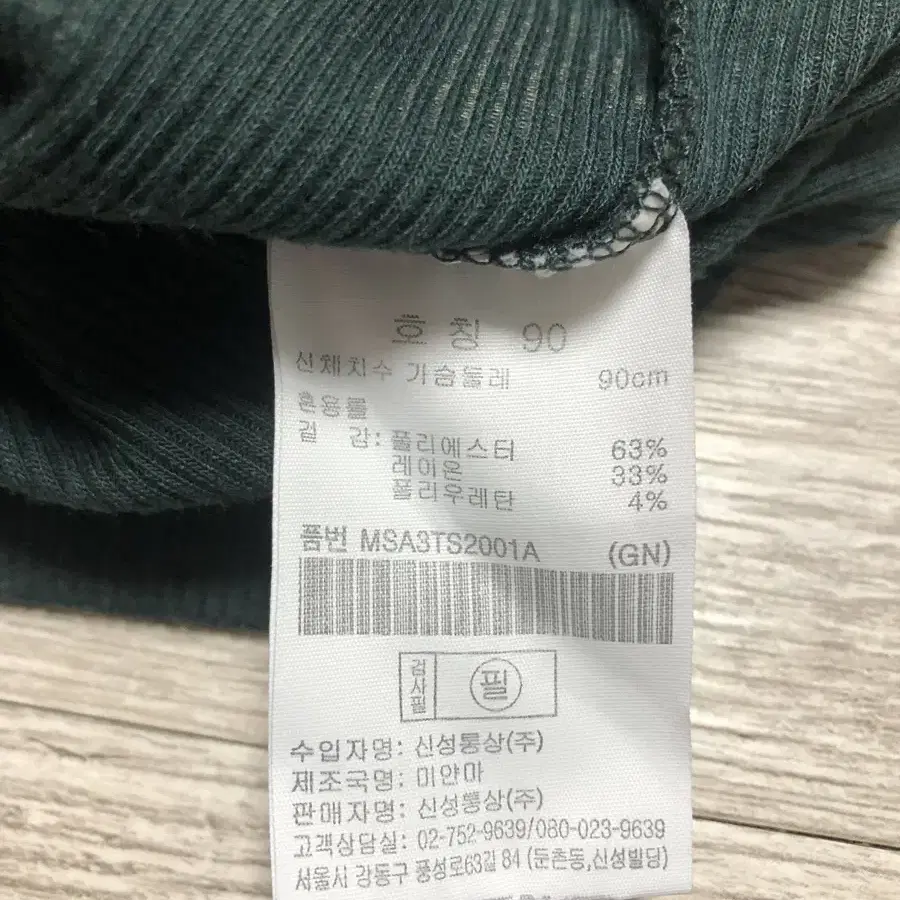 호 칭 90
신체치수 가슴둘레 90cm
혼용률
겉 감: 폴리에스터 63%
레이온 33%
폴리우레탄 4%
품번 MSA3TS2001A (GN)
검사필 필
수입자명: 신성통상(주)
제조국명: 미얀마
판매자명: 신성통상(주)
고객상담실: 02-752-9639/080-023-9639
서울시 강동구 풍성로63길 84 (둔촌동,신성빌딩)